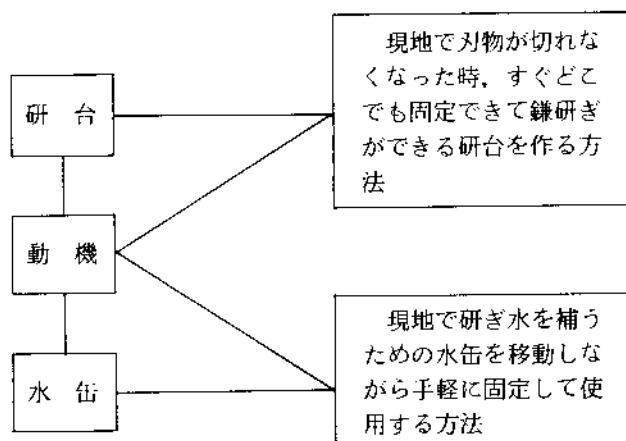 研 台
現地で刃物が切れな
くなった時，すぐどこ
でも固定できて鎌研ぎ
ができる研台を作る方
法
動 機
水 缶
現地で研ぎ水を補う
ための水缶を移動しな
がら手軽に固定して使
用する方法